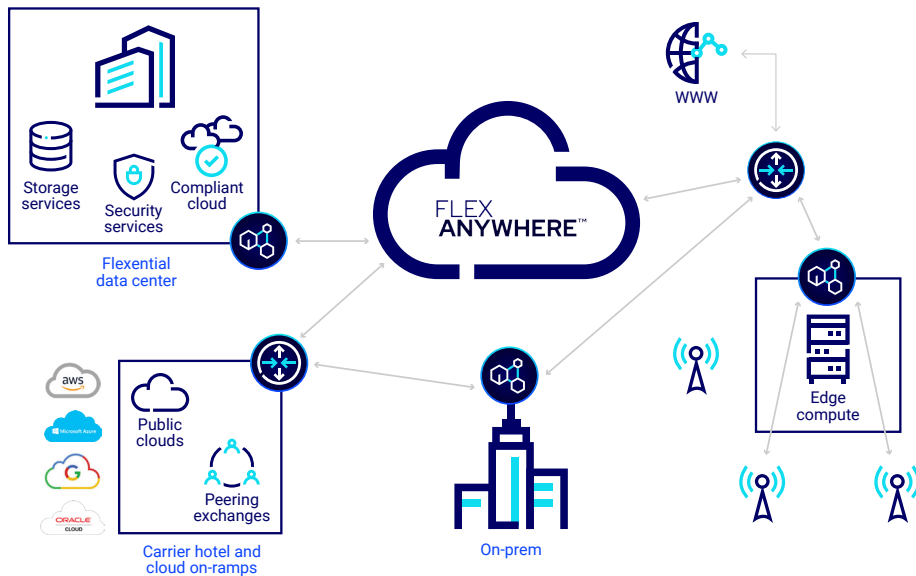 WWW
Storage
services
Security
services
Compliant
cloud
FLEX
ANYWHERE™
Flexential
data center
aws
Microsoft Azure
G
ORACLE
CLOUD
Public
clouds
Peering
exchanges
Carrier hotel and
cloud on-ramps
On-prem
Edge
compute